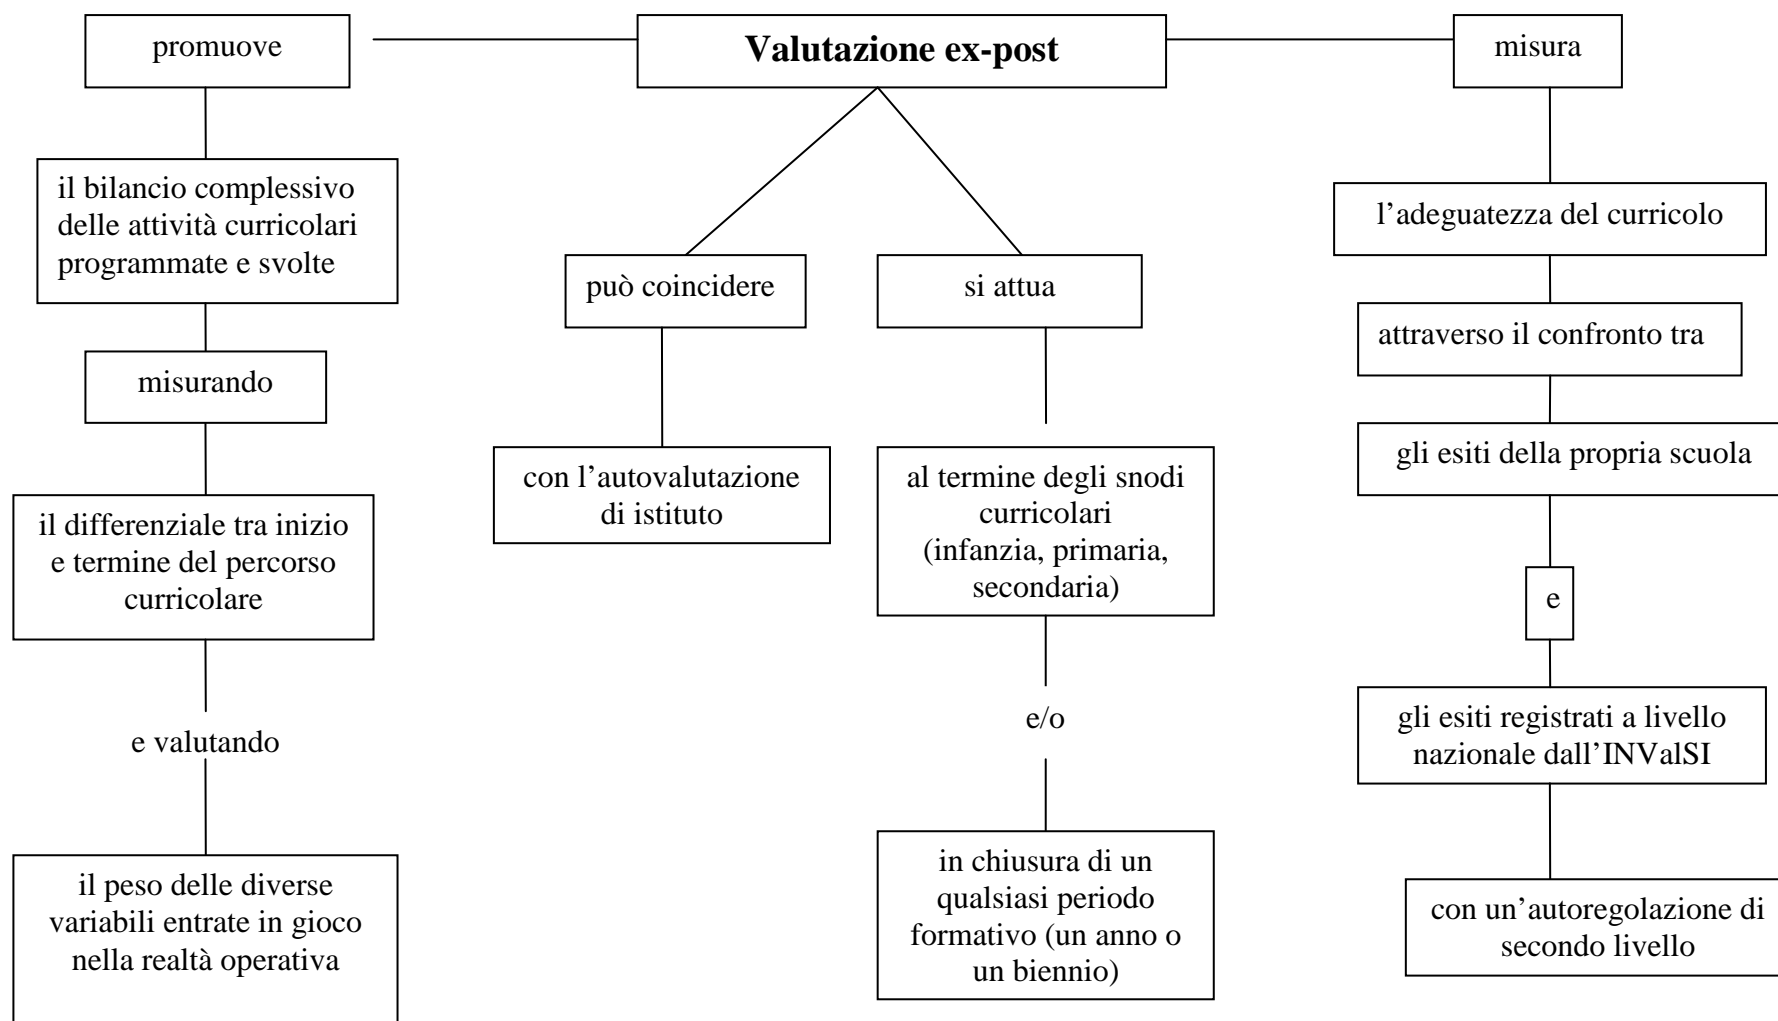 promuove
Valutazione ex-post
misura
il bilancio complessivo
delle attività curricolari
programmate e svolte
misurando
il differenziale tra inizio
e termine del percorso
curricolare
e valutando
il peso delle diverse
variabili entrate in gioco
nella realtà operativa
può coincidere
con l’autovalutazione
di istituto
si attua
al termine degli snodi
curricolari
(infanzia, primaria,
secondaria)
e/o
in chiusura di un
qualsiasi periodo
formativo (un anno o
un biennio)
l’adeguatezza del curricolo
attraverso il confronto tra
gli esiti della propria scuola
e
gli esiti registrati a livello
nazionale dall’INValSI
con un’autoregolazione di
secondo livello